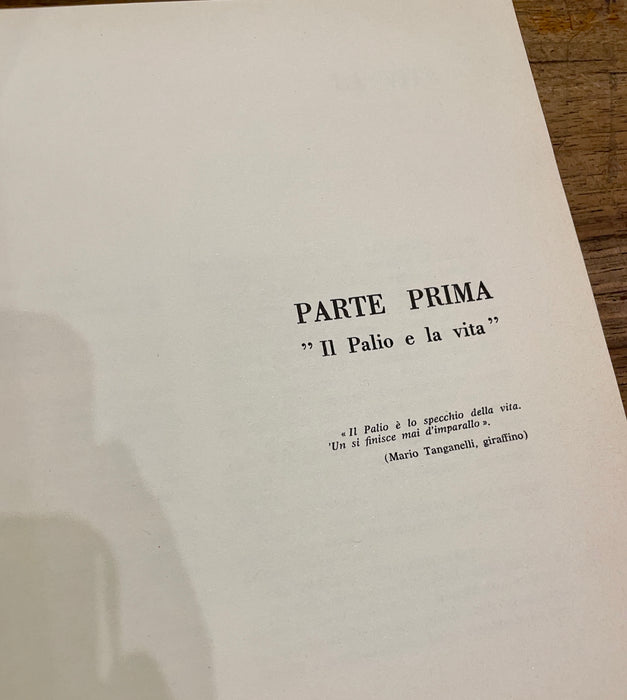 PARTE PRIMA
” Il Palio e la vita ”
« Il Palio è lo specchio della vita.
'Un si finisce mai d'imparallo ».
(Mario Tanganelli, giraffino)